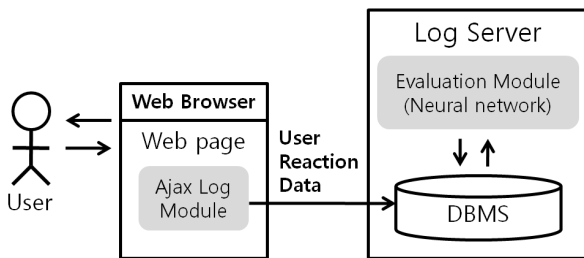 User
Web Browser
Web page
Ajax Log
Module
User
Reaction
Data
Log Server
Evaluation Module
(Neural network)
DBMS